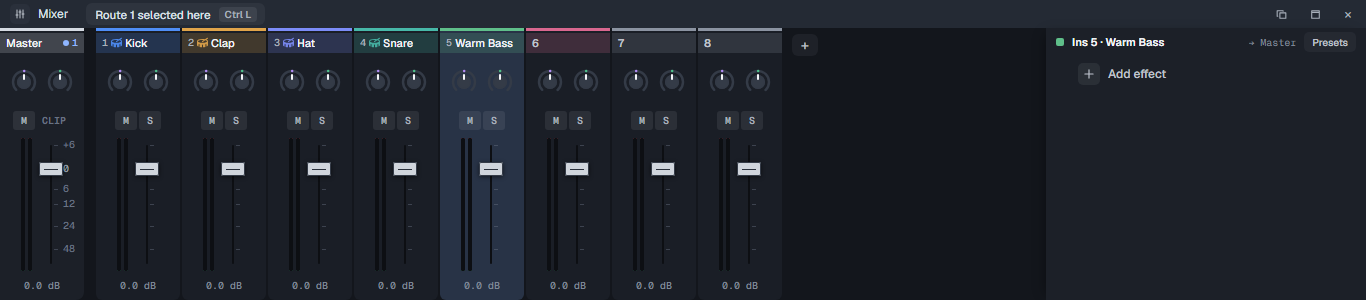 Mixer Route 1 selected here Ctrl L
Master 1
1 Kick
2 Clap
3 Hat
4 Snare
5 Warm Bass
6
7
8
+
M CLIP
M S
M S
M S
M S
M S
M S
M S
M S
+6
0
6
12
24
48
0.0 dB
0.0 dB
0.0 dB
0.0 dB
0.0 dB
0.0 dB
0.0 dB
0.0 dB
0.0 dB
Ins 5 · Warm Bass → Master Presets
+ Add effect